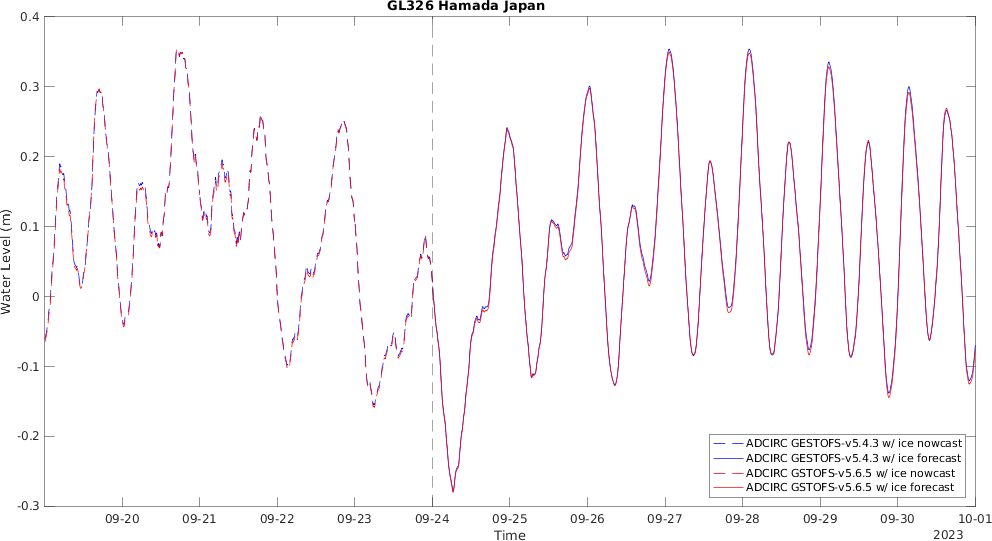 GL326 Hamada Japan
0.4
0.3
0.2
0.1
0
-0.1
-0.2
-0.3
Water Level (m)
ADCIRC GESTOFS-v5.4.3 w/ ice nowcast
ADCIRC GESTOFS-v5.4.3 w/ ice forecast
ADCIRC GSTOFS-v5.6.5 w/ ice nowcast
ADCIRC GSTOFS-v5.6.5 w/ ice forecast
09-20 09-21 09-22 09-23 09-24 09-25 09-26 09-27 09-28 09-29 09-30 10-01
Time
2023